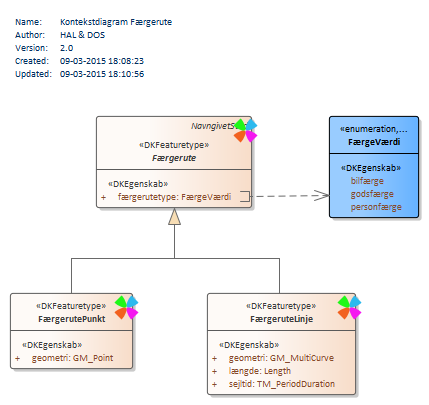 Name: Kontekstdiagram Færgerute
Author: HAL & DOS
Version: 2.0
Created: 09-03-2015 18:08:23
Updated: 09-03-2015 18:10:56
«DKFeaturetype»
Færgerute
«DKEgenskab»
+ færgerutetype: FærgeVærdi
«enumeration,...
FærgeVærdi
«DKEgenskab»
bilfærge
godsfærge
personfærge
«DKFeaturetype»
FærgerutePunkt
«DKEgenskab»
+ geometri: GM_Point
«DKFeaturetype»
FærgeruteLinje
«DKEgenskab»
+ geometri: GM_MultiCurve
+ længde: Length
+ sejltid: TM_PeriodDuration